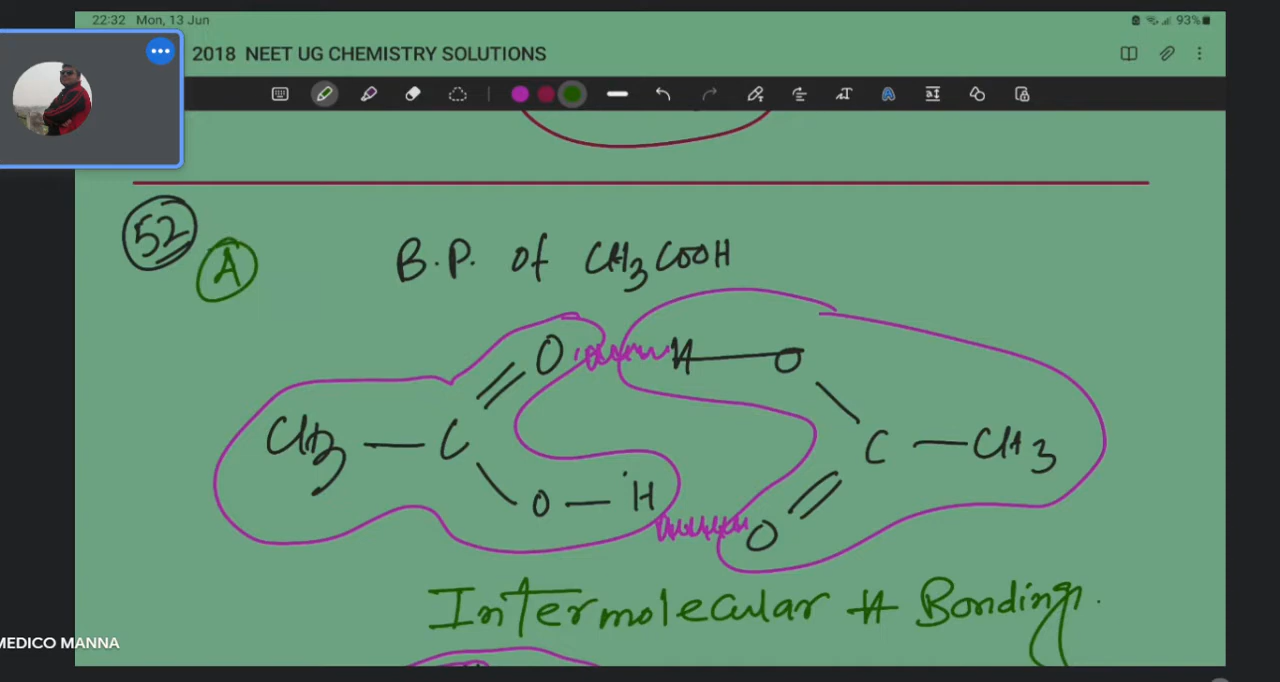 22:32 Mon, 13 Jun 93%
2018 NEET UG CHEMISTRY SOLUTIONS
52
A B.P. of CH3COOH
O H — O
CH3 — C C — CH3
O — H O
Intermolecular H Bonding.
MEDICO MANNA